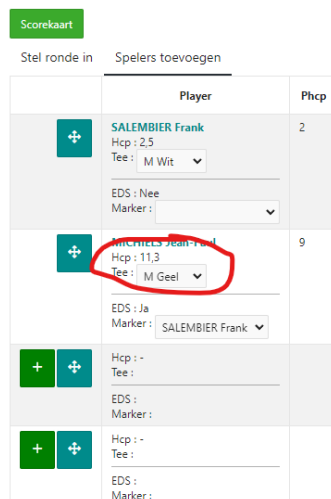 Scorekaart
Stel ronde in Spelers toevoegen
Player Phcp
SALEMBIER Frank 2
Hcp : 2,5
Tee : M Wit
EDS : Nee
Marker :
MICHIELS Jean-Paul 9
Hcp : 11,3
Tee : M Geel
EDS : Ja
Marker : SALEMBIER Frank
+ Hcp : -
Tee :
EDS :
Marker :
+ Hcp : -
Tee :
EDS :
Marker :